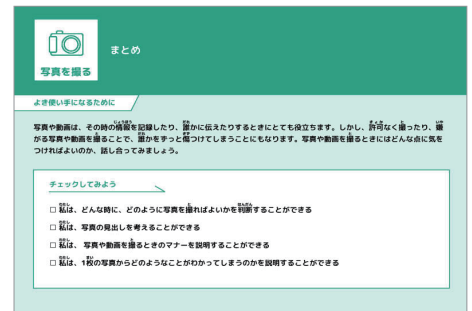 写真を撮る
まとめ
よき使い手になるために
写真や動画は、その時の情報を記録したり、誰かに伝えたりするときにとても役立ちます。しかし、許可なく撮ったり、嫌
がる写真や動画を撮ることで、誰かをずっと傷つけてしまうことにもなります。写真や動画を撮るときにはどんな点に気を
つければよいのか、話し合ってみましょう。
チェックしてみよう
□ 私は、どんな時に、どのように写真を撮ればよいかを判断することができる
□ 私は、写真の見出しを考えることができる
□ 私は、 写真や動画を撮るときのマナーを説明することができる
□ 私は、1枚の写真からどのようなことがわかってしまうのかを説明することができる